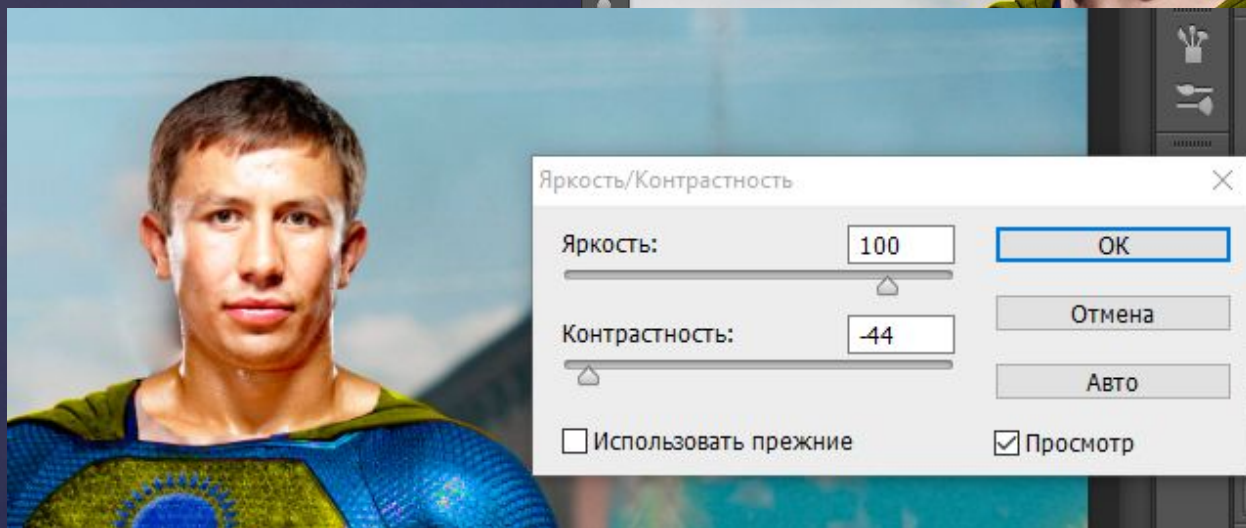 Яркость/Контрастность
Яркость: 100
OK
Контрастность: -44
Отмена
Авто
Использовать прежние
Просмотр